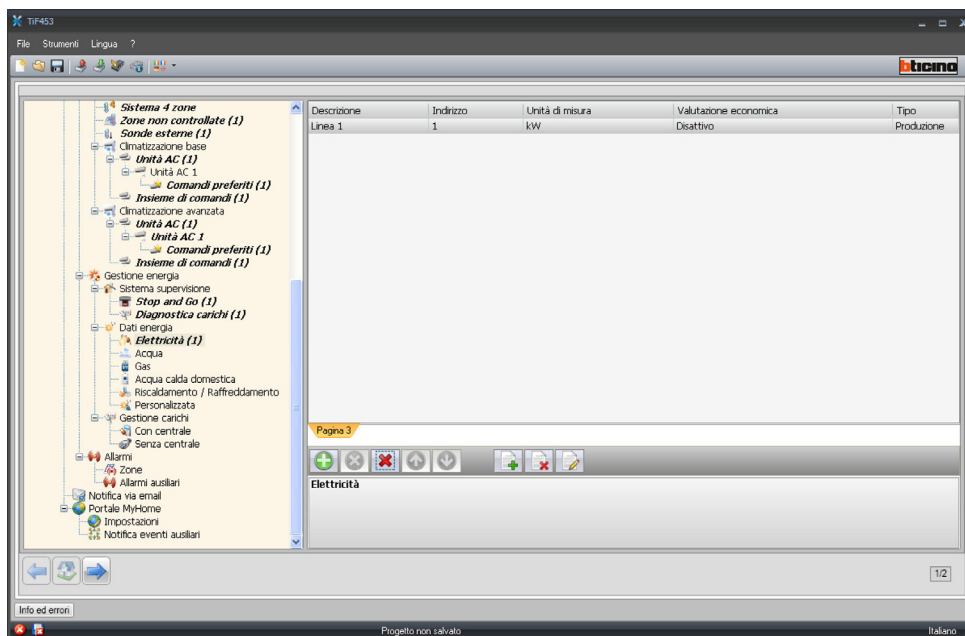 TiF453
File Strumenti Lingua ?
bticino
Sistema 4 zone
Zone non controllate (1)
Sonde esterne (1)
Climatizzazione base
Unità AC (1)
Unità AC 1
Comandi preferiti (1)
Insieme di comandi (1)
Climatizzazione avanzata
Unità AC (1)
Unità AC 1
Comandi preferiti (1)
Insieme di comandi (1)
Gestione energia
Sistema supervisione
Stop and Go (1)
Diagnostica carichi (1)
Dati energia
Elettricità (1)
Acqua
Gas
Acqua calda domestica
Riscaldamento / Raffreddamento
Personalizzata
Gestione carichi
Con centrale
Senza centrale
Allarmi
Zone
Allarmi ausiliari
Notifica via email
Portale MyHome
Impostazioni
Notifica eventi ausiliari
Descrizione Indirizzo Unità di misura Valutazione economica Tipo
Linea 1 1 kW Disattivo Produzione
Pagina 3
Elettricità
1/2
Info ed errori
Progetto non salvato Italiano